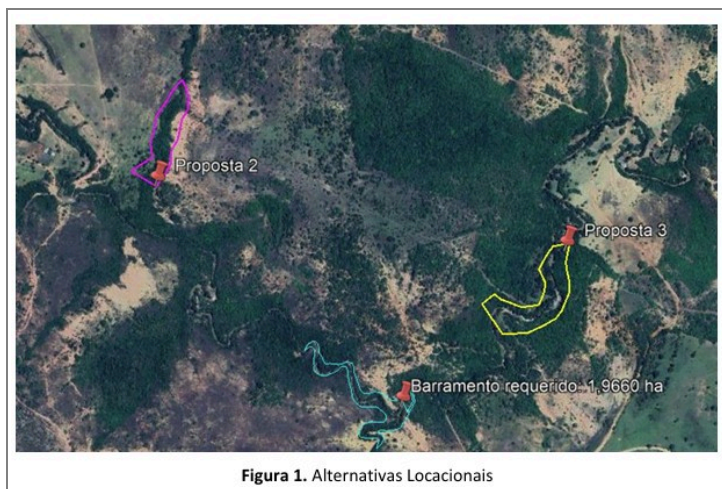 Proposta 2
Proposta 3
Barramento requerido: 1,9660 ha
Figura 1. Alternativas Locacionais